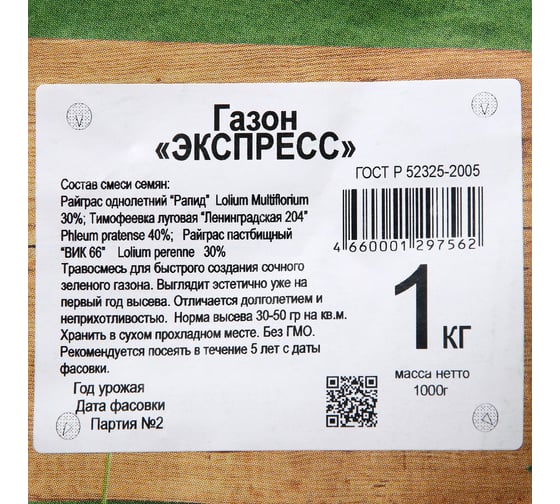 Газон
«ЭКСПРЕСС»
ГОСТ Р 52325-2005
Состав смеси семян:
Райграс однолетний "Рапид" Lolium Multiflorium
30%; Тимофеевка луговая "Ленинградская 204"
Phleum pratense 40%; Райграс пастбищный
"ВИК 66" Lolium perenne 30%
Травосмесь для быстрого создания сочного
зеленого газона. Выглядит эстетично уже на
первый год высева. Отличается долголетием и
неприхотливостью. Норма высева 30-50 гр на кв.м.
Хранить в сухом прохладном месте. Без ГМО.
Рекомендуется посеять в течение 5 лет с даты
фасовки.
4660001297562
1 кг
масса нетто
1000г
Год урожая
Дата фасовки
Партия №2